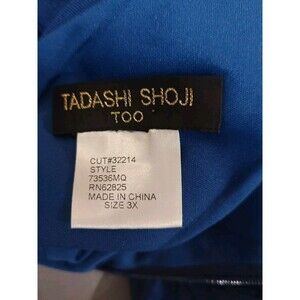 TADASHI SHOJI
TOO
CUT#32214
STYLE
73536MQ
RN62825
MADE IN CHINA
SIZE 3X